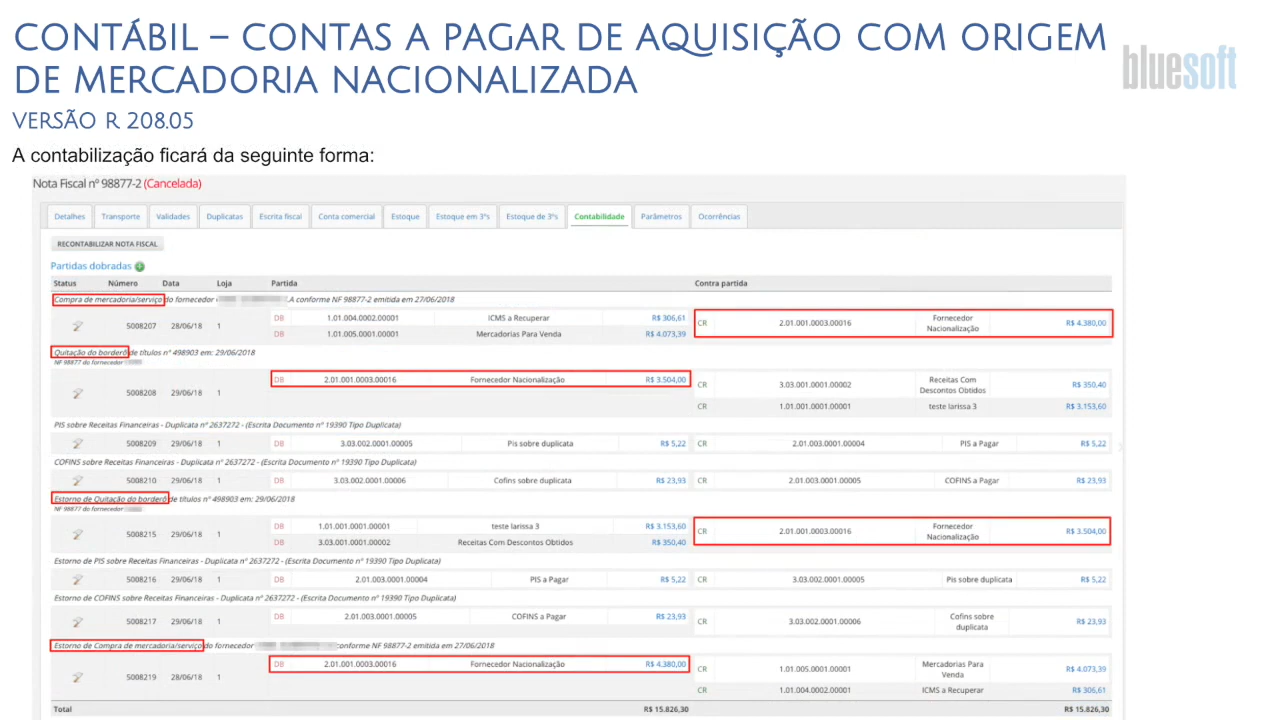 CONTÁBIL – CONTAS A PAGAR DE AQUISIÇÃO COM ORIGEM
DE MERCADORIA NACIONALIZADA
bluesoft
VERSÃO R 208.05
A contabilização ficará da seguinte forma:
Nota Fiscal nº 98877-2 (Cancelada)
Detalhes Transporte Validades Duplicatas Escrita fiscal Conta comercial Estoque Estoque em 3ºs Estoque de 3ºs Contabilidade Parâmetros Ocorrências
RECONTABILIZAR NOTA FISCAL
Partidas dobradas
Status Número Data Loja Partida Contra partida
Compra de mercadoria/serviço do fornecedor .A conforme NF 98877-2 emitida em 27/06/2018
5008207 28/06/18 1
DB 1.01.004.0002.00001 ICMS a Recuperar R$ 306,61
DB 1.01.005.0001.00001 Mercadorias Para Venda R$ 4.073,39
CR 2.01.001.0003.00016 Fornecedor Nacionalização R$ 4.380,00
Quitação do borderô de títulos nº 498903 em: 29/06/2018
NF 98877 do fornecedor
5008208 29/06/18 1
DB 2.01.001.0003.00016 Fornecedor Nacionalização R$ 3.504,00
CR 3.03.001.0001.00002 Receitas Com Descontos Obtidos R$ 350,40
CR 1.01.001.0001.00001 teste larissa 3 R$ 3.153,60
PIS sobre Receitas Financeiras - Duplicata nº 2637272 - (Escrita Documento nº 19390 Tipo Duplicata)
5008209 29/06/18 1 DB 3.03.002.0001.00005 Pis sobre duplicata R$ 5,22 CR 2.01.003.0001.00004 PIS a Pagar R$ 5,22
COFINS sobre Receitas Financeiras - Duplicata nº 2637272 - (Escrita Documento nº 19390 Tipo Duplicata)
5008210 29/06/18 1 DB 3.03.002.0001.00006 Cofins sobre duplicata R$ 23,93 CR 2.01.003.0001.00005 COFINS a Pagar R$ 23,93
Estorno de Quitação do borderô de títulos nº 498903 em: 29/06/2018
NF 98877 do fornecedor
5008215 29/06/18 1
DB 1.01.001.0001.00001 teste larissa 3 R$ 3.153,60
DB 3.03.001.0001.00002 Receitas Com Descontos Obtidos R$ 350,40
CR 2.01.001.0003.00016 Fornecedor Nacionalização R$ 3.504,00
Estorno de PIS sobre Receitas Financeiras - Duplicata nº 2637272 - (Escrita Documento nº 19390 Tipo Duplicata)
5008216 29/06/18 1 DB 2.01.003.0001.00004 PIS a Pagar R$ 5,22 CR 3.03.002.0001.00005 Pis sobre duplicata R$ 5,22
Estorno de COFINS sobre Receitas Financeiras - Duplicata nº 2637272 - (Escrita Documento nº 19390 Tipo Duplicata)
5008217 29/06/18 1 DB 2.01.003.0001.00005 COFINS a Pagar R$ 23,93 CR 3.03.002.0001.00006 Cofins sobre duplicata R$ 23,93
Estorno de Compra de mercadoria/serviço do fornecedor conforme NF 98877-2 emitida em 27/06/2018
5008219 28/06/18 1
DB 2.01.001.0003.00016 Fornecedor Nacionalização R$ 4.380,00
CR 1.01.005.0001.00001 Mercadorias Para Venda R$ 4.073,39
CR 1.01.004.0002.00001 ICMS a Recuperar R$ 306,61
Total R$ 15.826,30 R$ 15.826,30